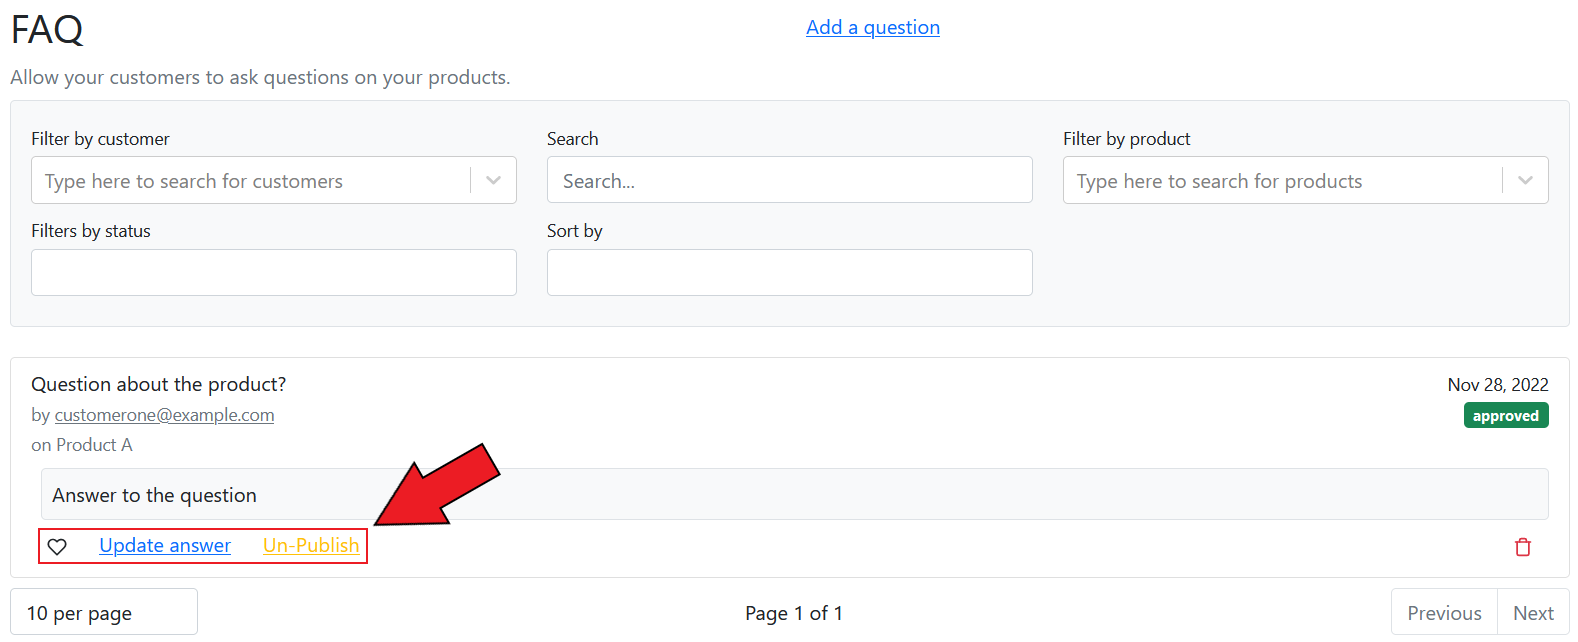 FAQ
Add a question
Allow your customers to ask questions on your products.
Filter by customer
Search
Filter by product
Type here to search for customers
Search...
Type here to search for products
Filters by status
Sort by
Question about the product?
Nov 28, 2022
by customerone@example.com
approved
on Product A
Answer to the question
Update answer
Un-Publish
10 per page
Page 1 of 1
Previous
Next